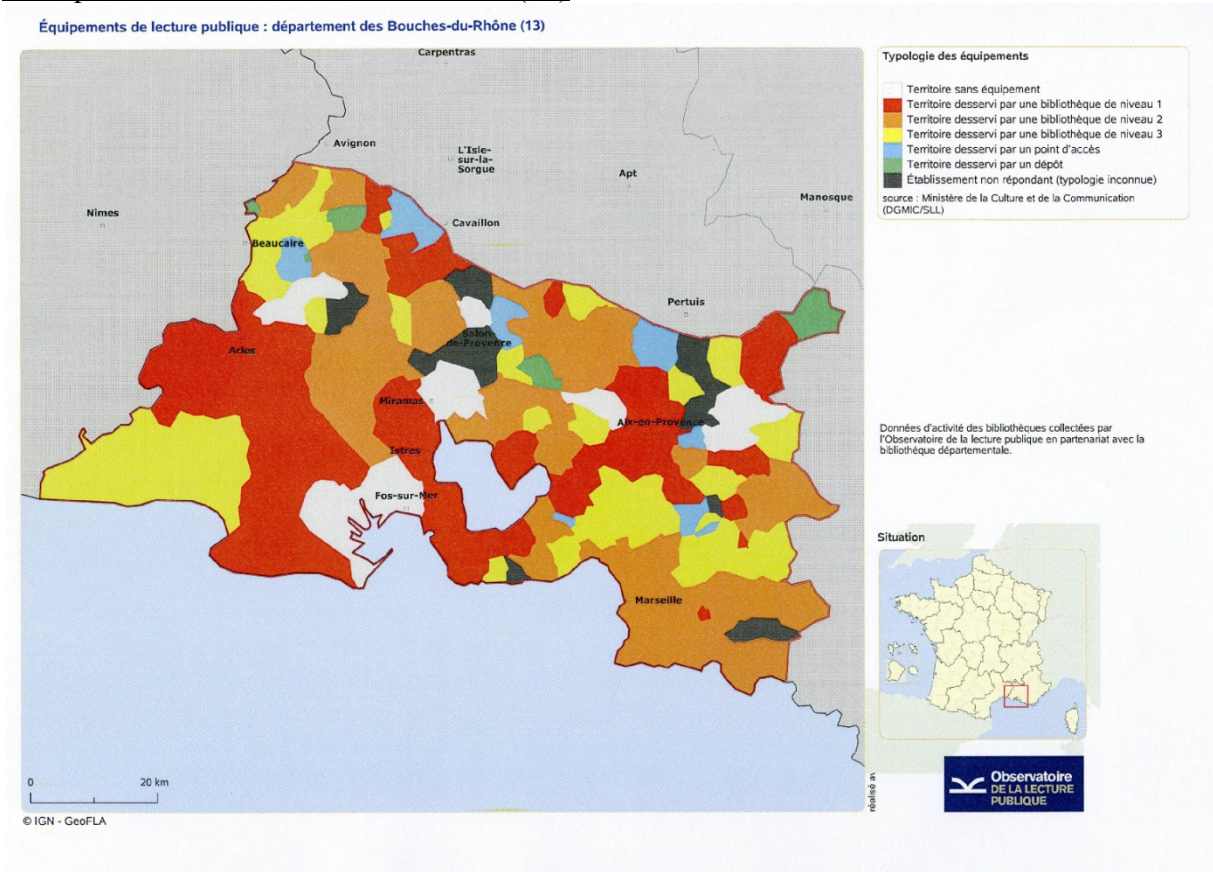 Équipements de lecture publique : département des Bouches-du-Rhône (13)
Carpentras
Avignon
L'Isle-
sur-la-
Sorgue
Apt
Manosque
Nimes
Cavaillon
Beaucaire
Pertuis
Salon-
de-Provence
Arles
Miramas
Aix-en-Provence
Istres
Fos-sur-Mer
Marseille
0 20 km
© IGN - GeoFLA
Typologie des équipements
Territoire sans équipement
Territoire desservi par une bibliothèque de niveau 1
Territoire desservi par une bibliothèque de niveau 2
Territoire desservi par une bibliothèque de niveau 3
Territoire desservi par un point d'accès
Territoire desservi par un dépôt
Établissement non répondant (typologie inconnue)
source : Ministère de la Culture et de la Communication
(DGMIC/SLL)
Données d'activité des bibliothèques collectées par
l'Observatoire de la lecture publique en partenariat avec la
bibliothèque départementale.
Situation
réalisé av
Observatoire
DE LA LECTURE
PUBLIQUE